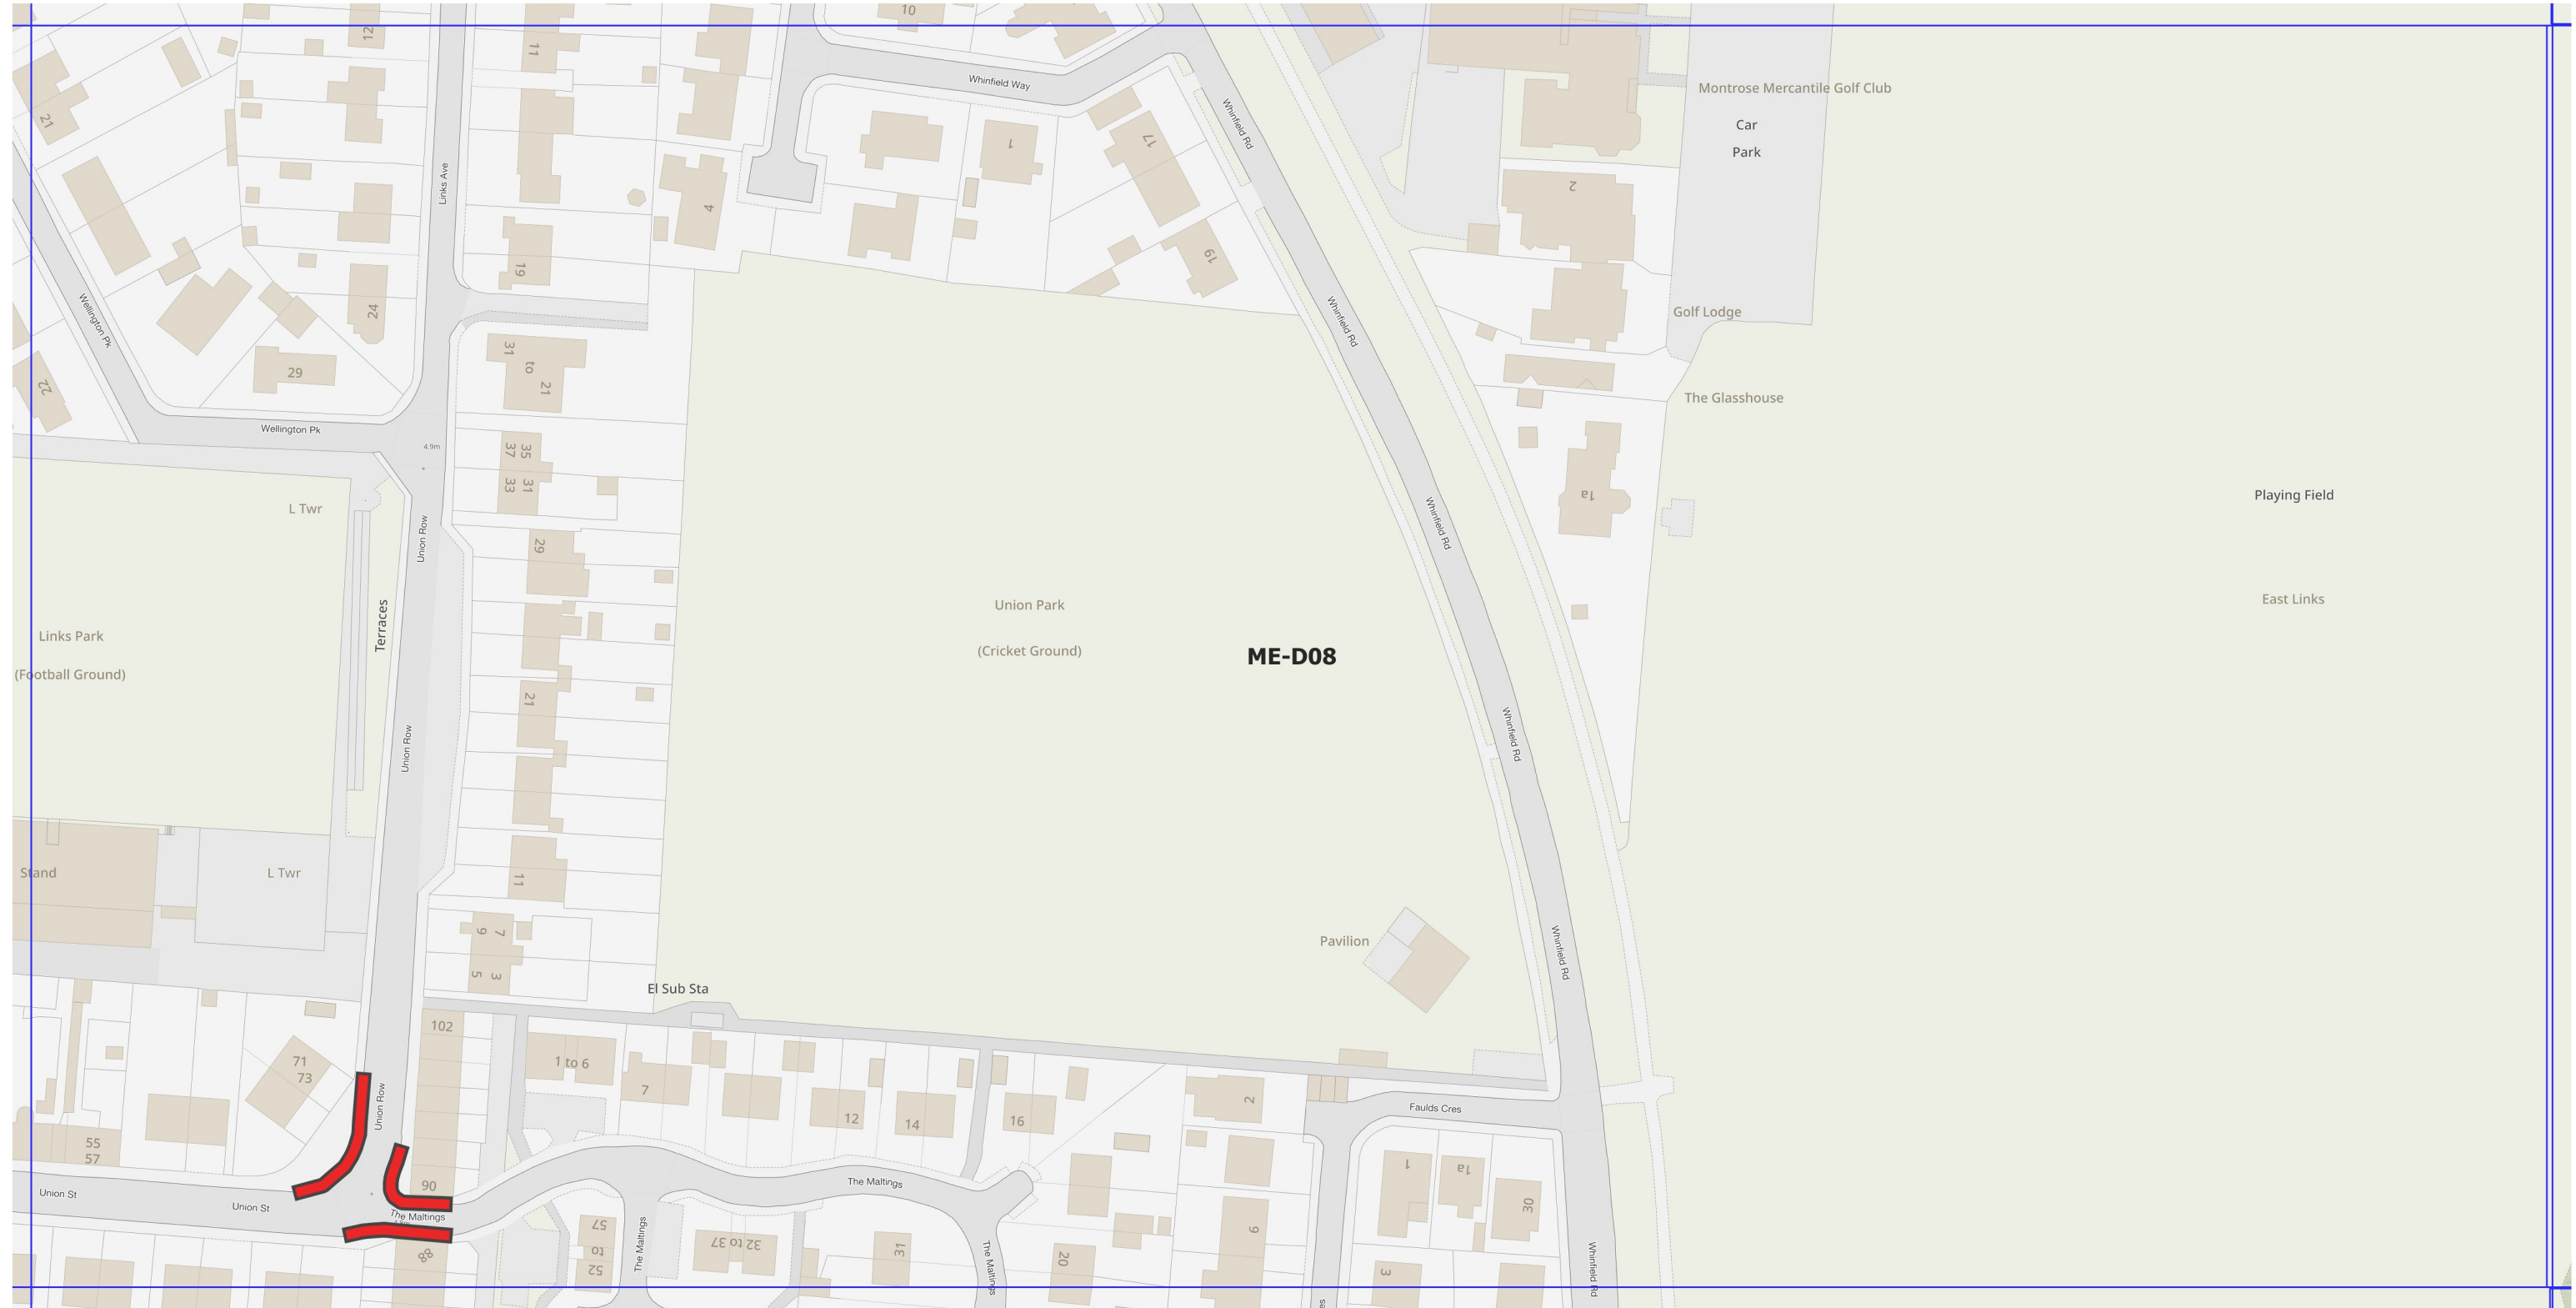 10
12
11
Whinfield Way
Montrose Mercantile Golf Club
Whinfield Rd
Car
Park
21
17
1
Links Ave
2
4
19
19
24
Wellington Pk
Whinfield Rd
Golf Lodge
31
to
21
29
22
The Glasshouse
Wellington Pk
4.9m
35
37
31
33
1a
Playing Field
L Twr
Whinfield Rd
Union Row
29
East Links
Union Park
Terraces
Links Park
(Cricket Ground)
ME-D08
(Football Ground)
21
Whinfield Rd
Union Row
Stand
L Twr
11
7
9
Pavilion
Whinfield Rd
3
5
El Sub Sta
102
71
73
1 to 6
7
2
Union Row
Faulds Cres
12
14
16
55
57
1
1a
The Maltings
90
Union St
Union St
30
The Maltings
57
to
52
The Maltings
32 to 37
31
9
88
The Maltings
20
3
Whinfield Rd
es